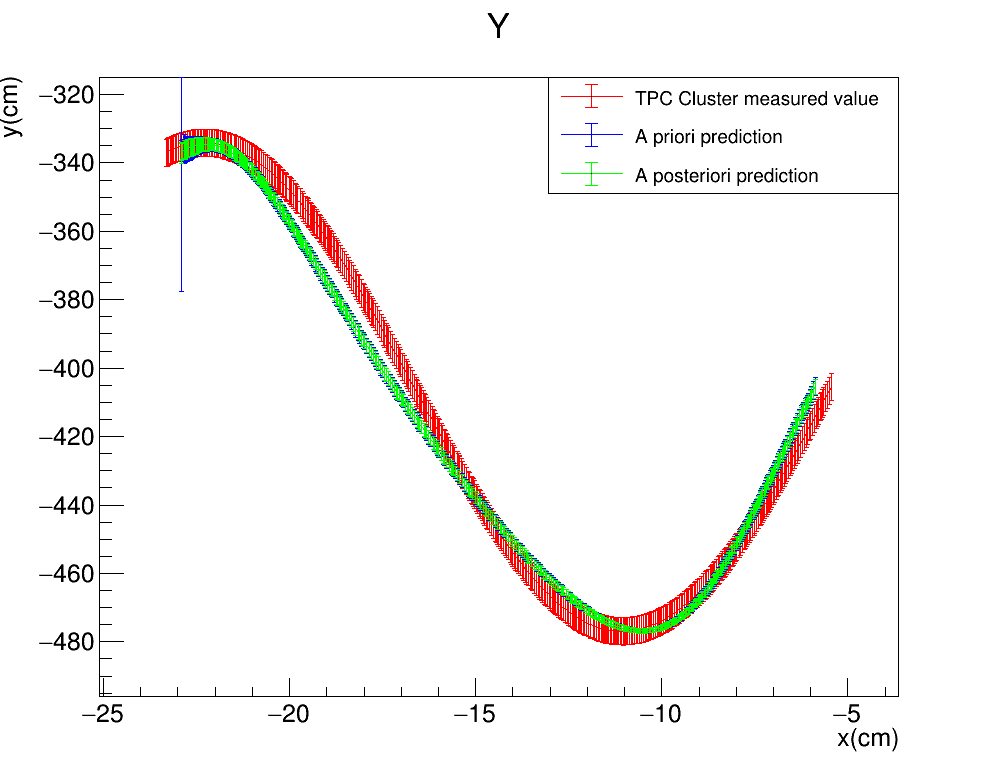 Y
y(cm)
TPC Cluster measured value
A priori prediction
A posteriori prediction
−320
−340
−360
−380
−400
−420
−440
−460
−480
−25 −20 −15 −10 −5
x(cm)